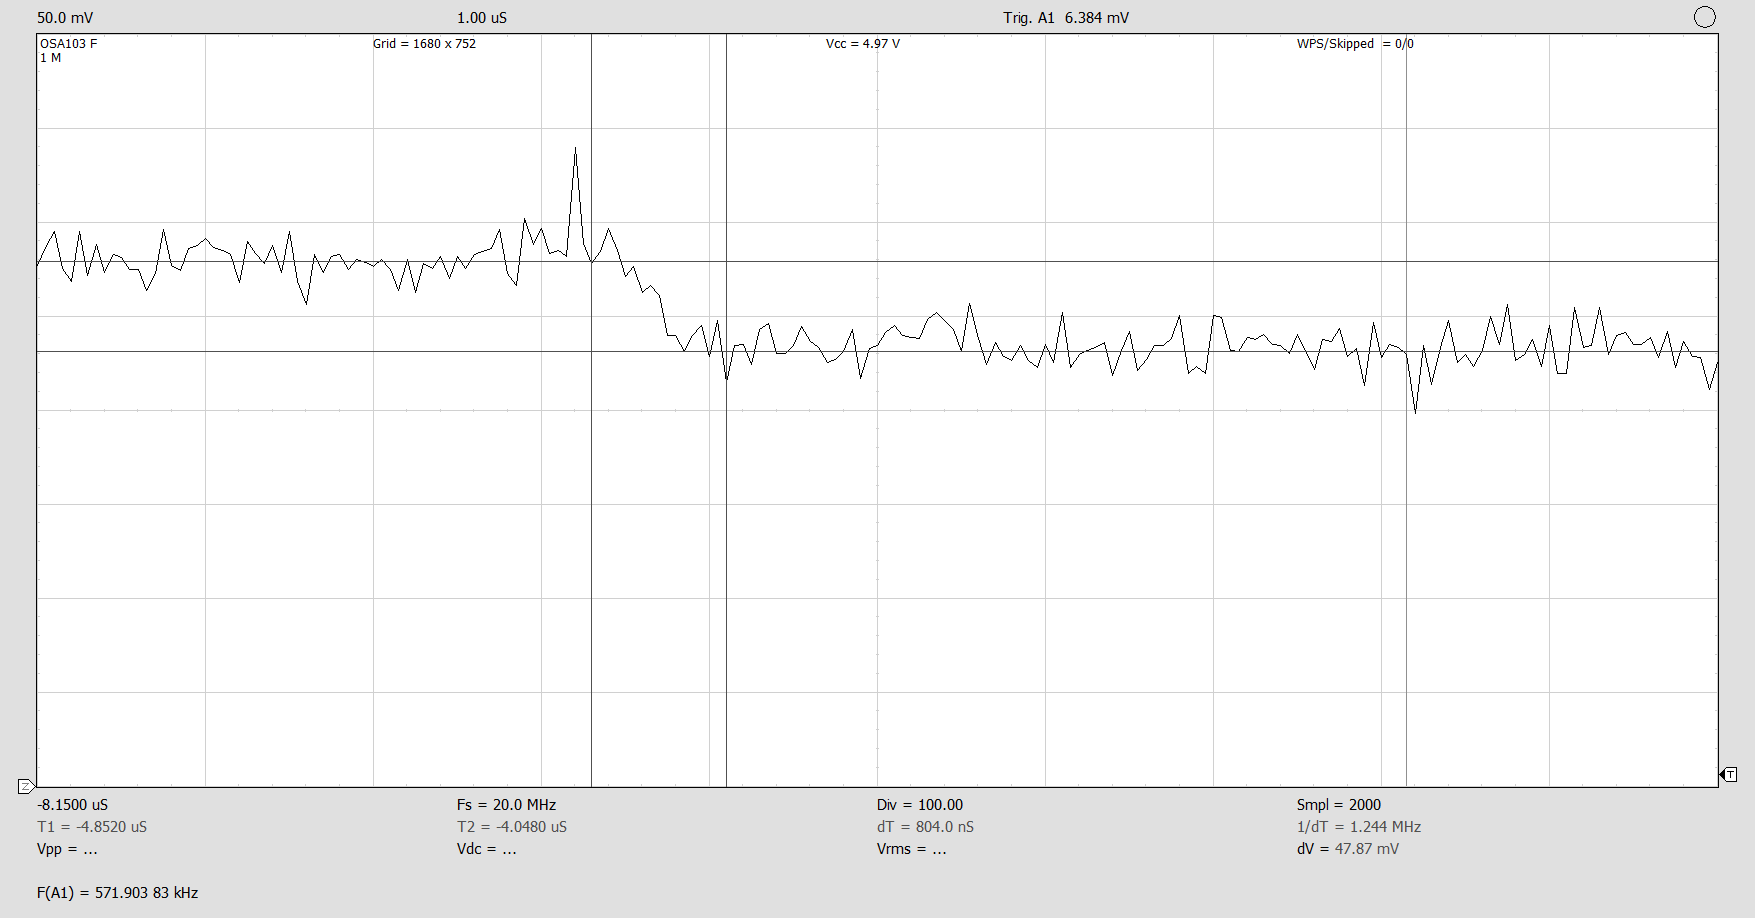 50.0 mV 1.00 uS Trig. A1 6.384 mV
OSA103 F Grid = 1680 x 752 Vcc = 4.97 V WPS/Skipped = 0/0
1 M
Z T
-8.1500 uS Fs = 20.0 MHz Div = 100.00 Smpl = 2000
T1 = -4.8520 uS T2 = -4.0480 uS dT = 804.0 nS 1/dT = 1.244 MHz
Vpp = ... Vdc = ... Vrms = ... dV = 47.87 mV
F(A1) = 571.903 83 kHz